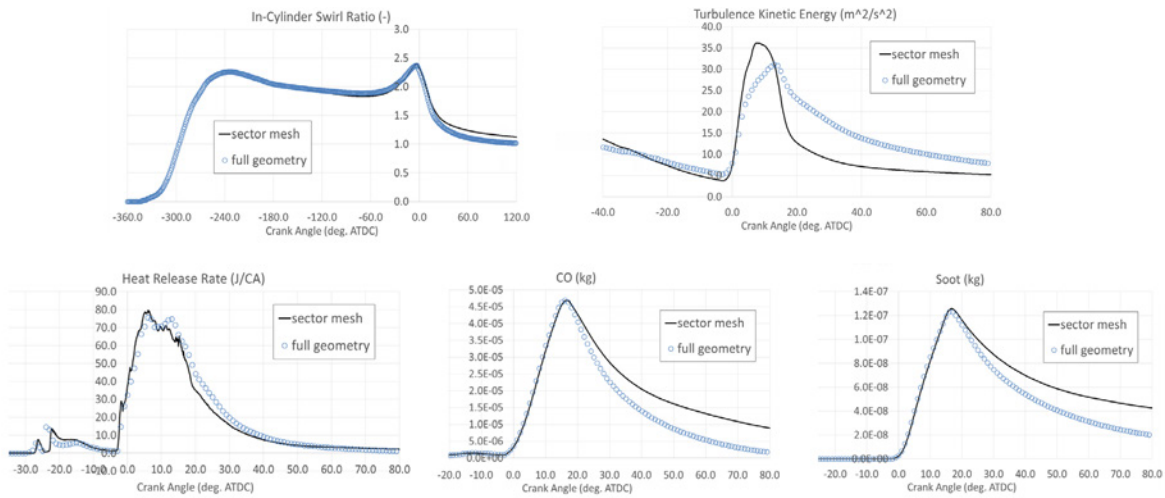 In-Cylinder Swirl Ratio (-)
3.0
2.5
2.0
1.5
1.0
0.5
0.0
sector mesh
full geometry
-360.0 -300.0 -240.0 -180.0 -120.0 -60.0 0.0 60.0 120.0
Crank Angle (deg. ATDC)
Turbulence Kinetic Energy (m^2/s^2)
40.0
35.0
30.0
25.0
20.0
15.0
10.0
5.0
0.0
sector mesh
full geometry
-40.0 -20.0 0.0 20.0 40.0 60.0 80.0
Crank Angle (deg. ATDC)
Heat Release Rate (J/CA)
90.0
80.0
70.0
60.0
50.0
40.0
30.0
20.0
10.0
0.0
sector mesh
full geometry
-30.0 -20.0 -10.0 0.0 10.0 20.0 30.0 40.0 50.0 60.0 70.0 80.0
Crank Angle (deg. ATDC)
CO (kg)
5.0E-05
4.5E-05
4.0E-05
3.5E-05
3.0E-05
2.5E-05
2.0E-05
1.5E-05
1.0E-05
5.0E-06
0.0E+00
sector mesh
full geometry
-20.0 0.0 20.0 40.0 60.0 80.0
Crank Angle (deg. ATDC)
Soot (kg)
1.4E-07
1.2E-07
1.0E-07
8.0E-08
6.0E-08
4.0E-08
2.0E-08
0.0E+00
sector mesh
full geometry
-20.0 -10.0 0.0 10.0 20.0 30.0 40.0 50.0 60.0 70.0 80.0
Crank Angle (deg. ATDC)